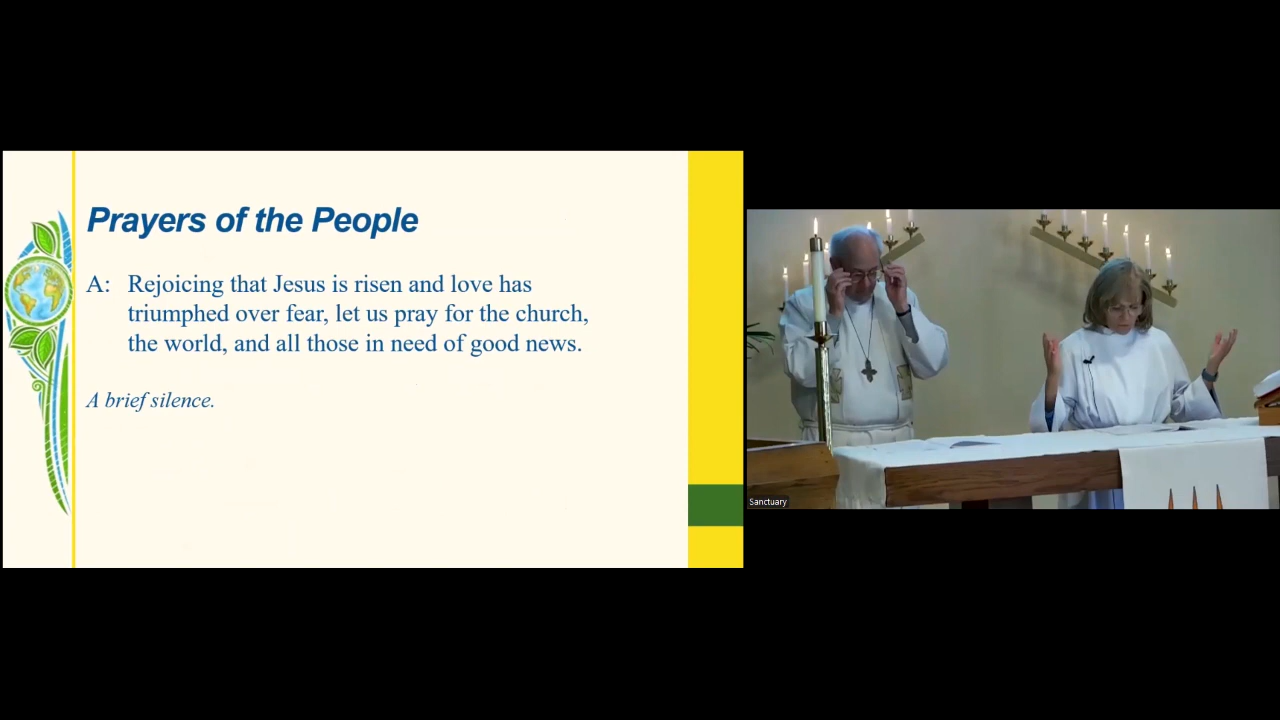 Prayers of the People
A: Rejoicing that Jesus is risen and love has
triumphed over fear, let us pray for the church,
the world, and all those in need of good news.
A brief silence.
Sanctuary